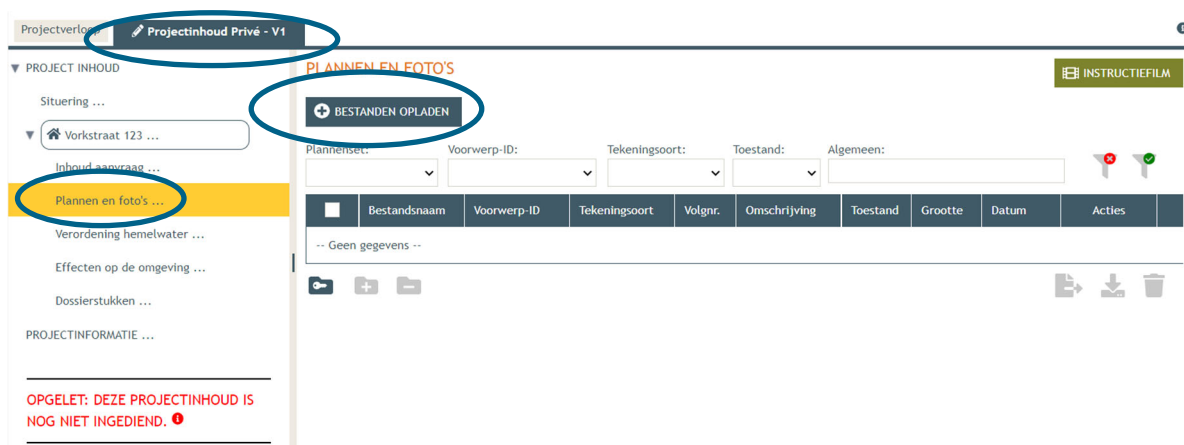 Projectverloop
Projectinhoud Privé - V1
PROJECT INHOUD
Situering ...
Vorkstraat 123 ...
Inhoud aanvraag ...
Plannen en foto's ...
Verordening hemelwater ...
Effecten op de omgeving ...
Dossierstukken ...
PROJECTINFORMATIE ...
OPGELET: DEZE PROJECTINHOUD IS
NOG NIET INGEDIEND.
PLANNEN EN FOTO'S
INSTRUCTIEFILM
BESTANDEN OPLADEN
Plannenset: Voorwerp-ID: Tekeningsoort: Toestand: Algemeen:
Bestandsnaam Voorwerp-ID Tekeningsoort Volgnr. Omschrijving Toestand Grootte Datum Acties
-- Geen gegevens --